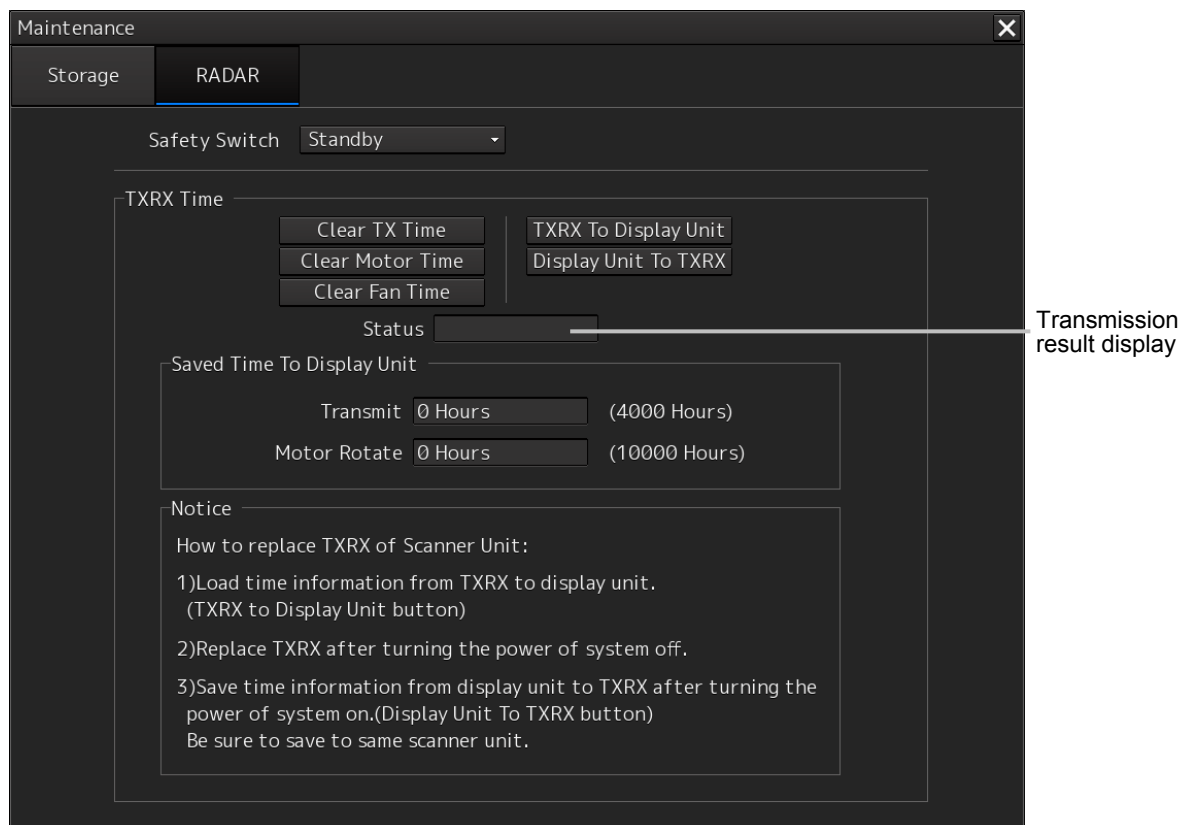 Maintenance
Storage RADAR
Safety Switch Standby
TXRX Time
Clear TX Time TXRX To Display Unit
Clear Motor Time Display Unit To TXRX
Clear Fan Time
Status
Transmission
result display
Saved Time To Display Unit
Transmit 0 Hours (4000 Hours)
Motor Rotate 0 Hours (10000 Hours)
Notice
How to replace TXRX of Scanner Unit:
1)Load time information from TXRX to display unit.
(TXRX to Display Unit button)
2)Replace TXRX after turning the power of system off.
3)Save time information from display unit to TXRX after turning the
power of system on.(Display Unit To TXRX button)
Be sure to save to same scanner unit.